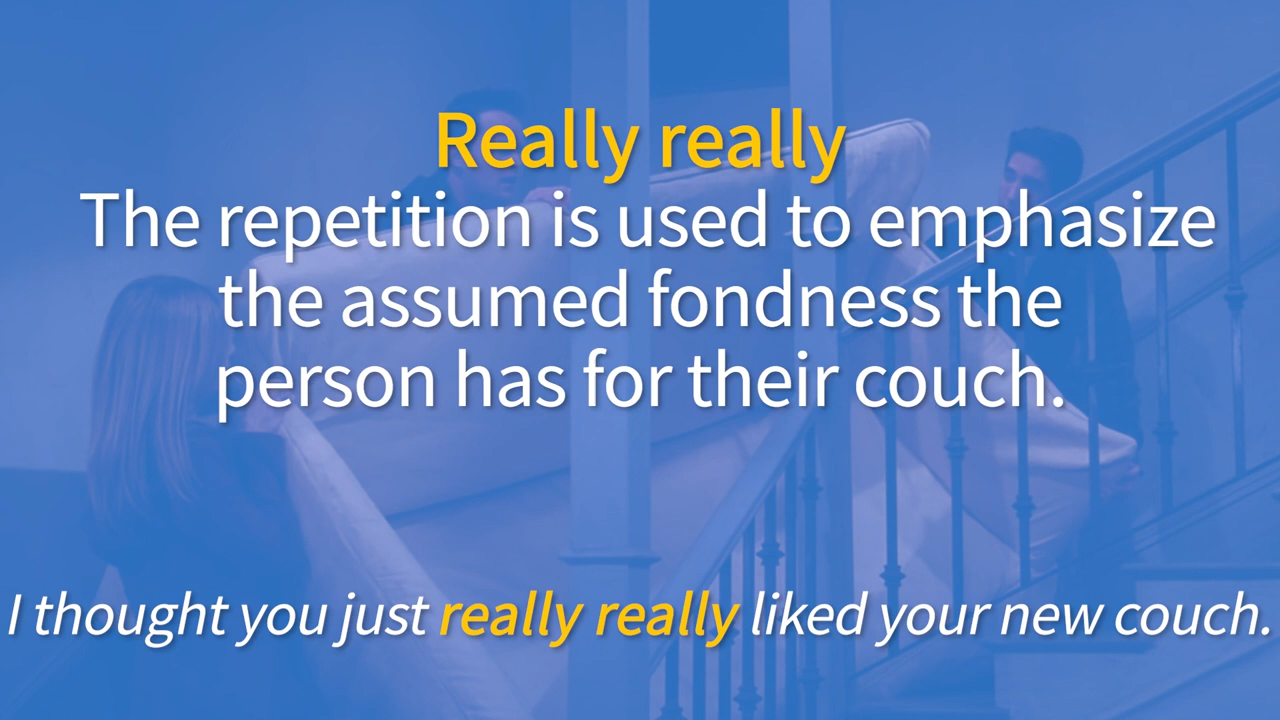 Really really
The repetition is used to emphasize
the assumed fondness the
person has for their couch.
I thought you just really really liked your new couch.